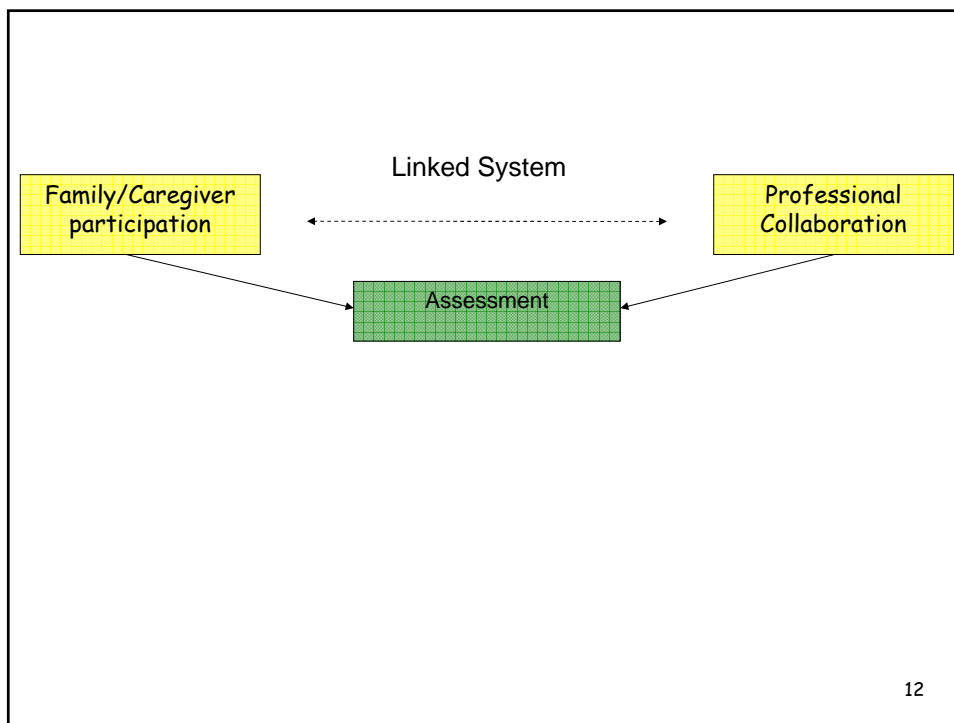 Linked System
Family/Caregiver
participation
Professional
Collaboration
Assessment
12